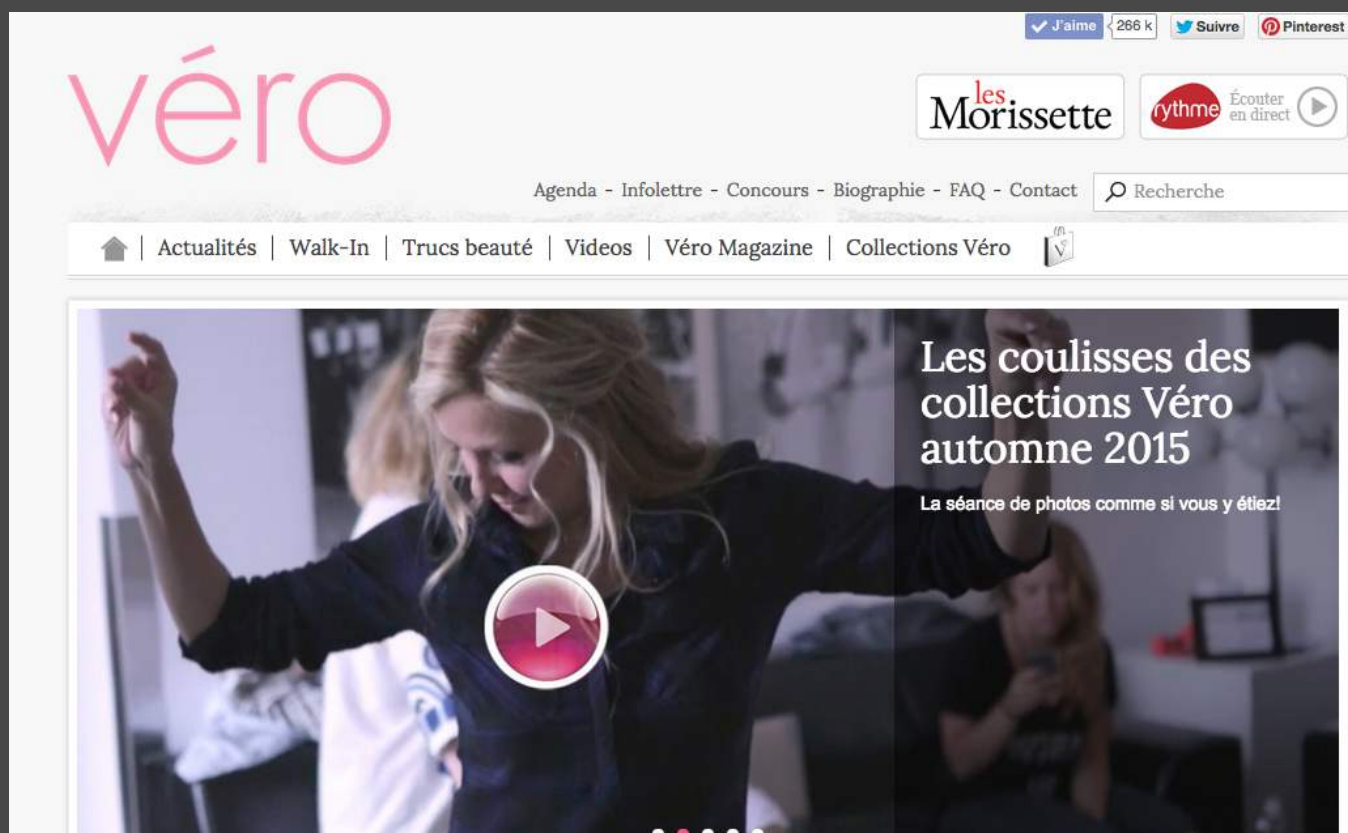 J'aime 266 k Suivre Pinterest
véro
les
Morissette
rythme Écouter
en direct
Agenda - Infolettre - Concours - Biographie - FAQ - Contact Recherche
Actualités | Walk-In | Trucs beauté | Videos | Véro Magazine | Collections Véro V
Les coulisses des
collections Véro
automne 2015
La séance de photos comme si vous y étiez!